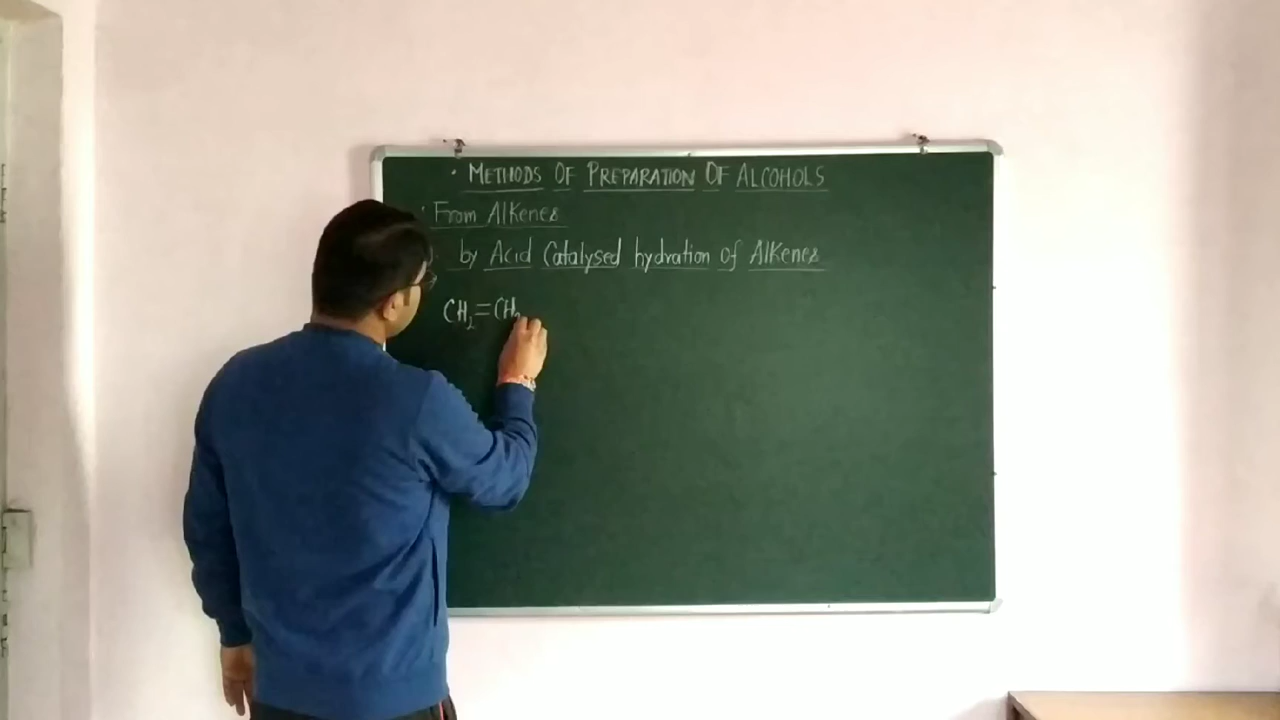 · METHODS OF PREPARATION OF ALCOHOLS
· From Alkenes
by Acid Catalysed hydration of Alkenes
CH₂=CH₂